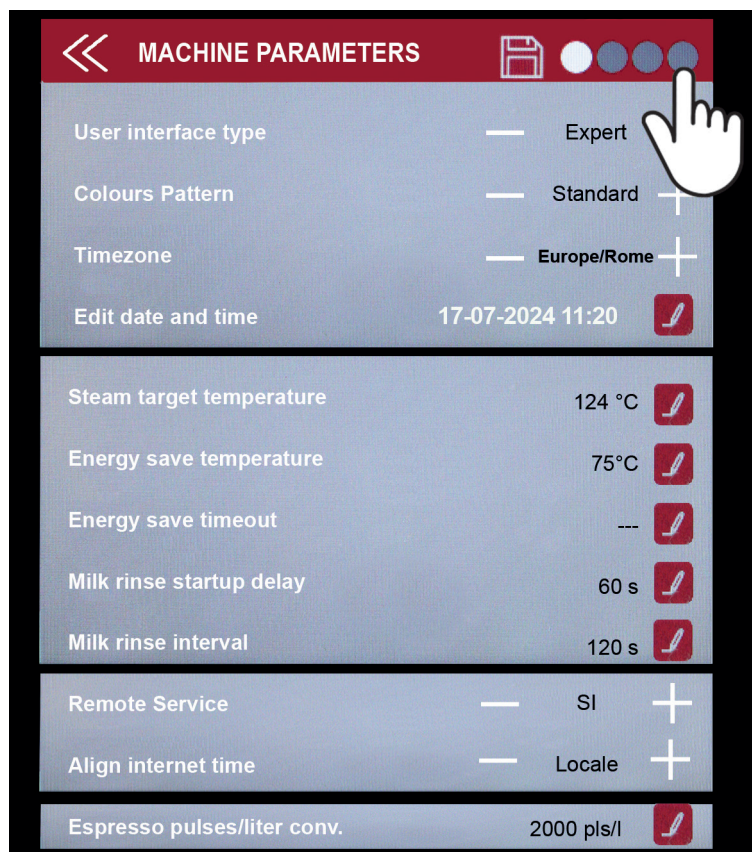 MACHINE PARAMETERS
User interface type — Expert
Colours Pattern — Standard +
Timezone — Europe/Rome +
Edit date and time 17-07-2024 11:20
Steam target temperature 124 °C
Energy save temperature 75°C
Energy save timeout ---
Milk rinse startup delay 60 s
Milk rinse interval 120 s
Remote Service — SI +
Align internet time — Locale +
Espresso pulses/liter conv. 2000 pls/l